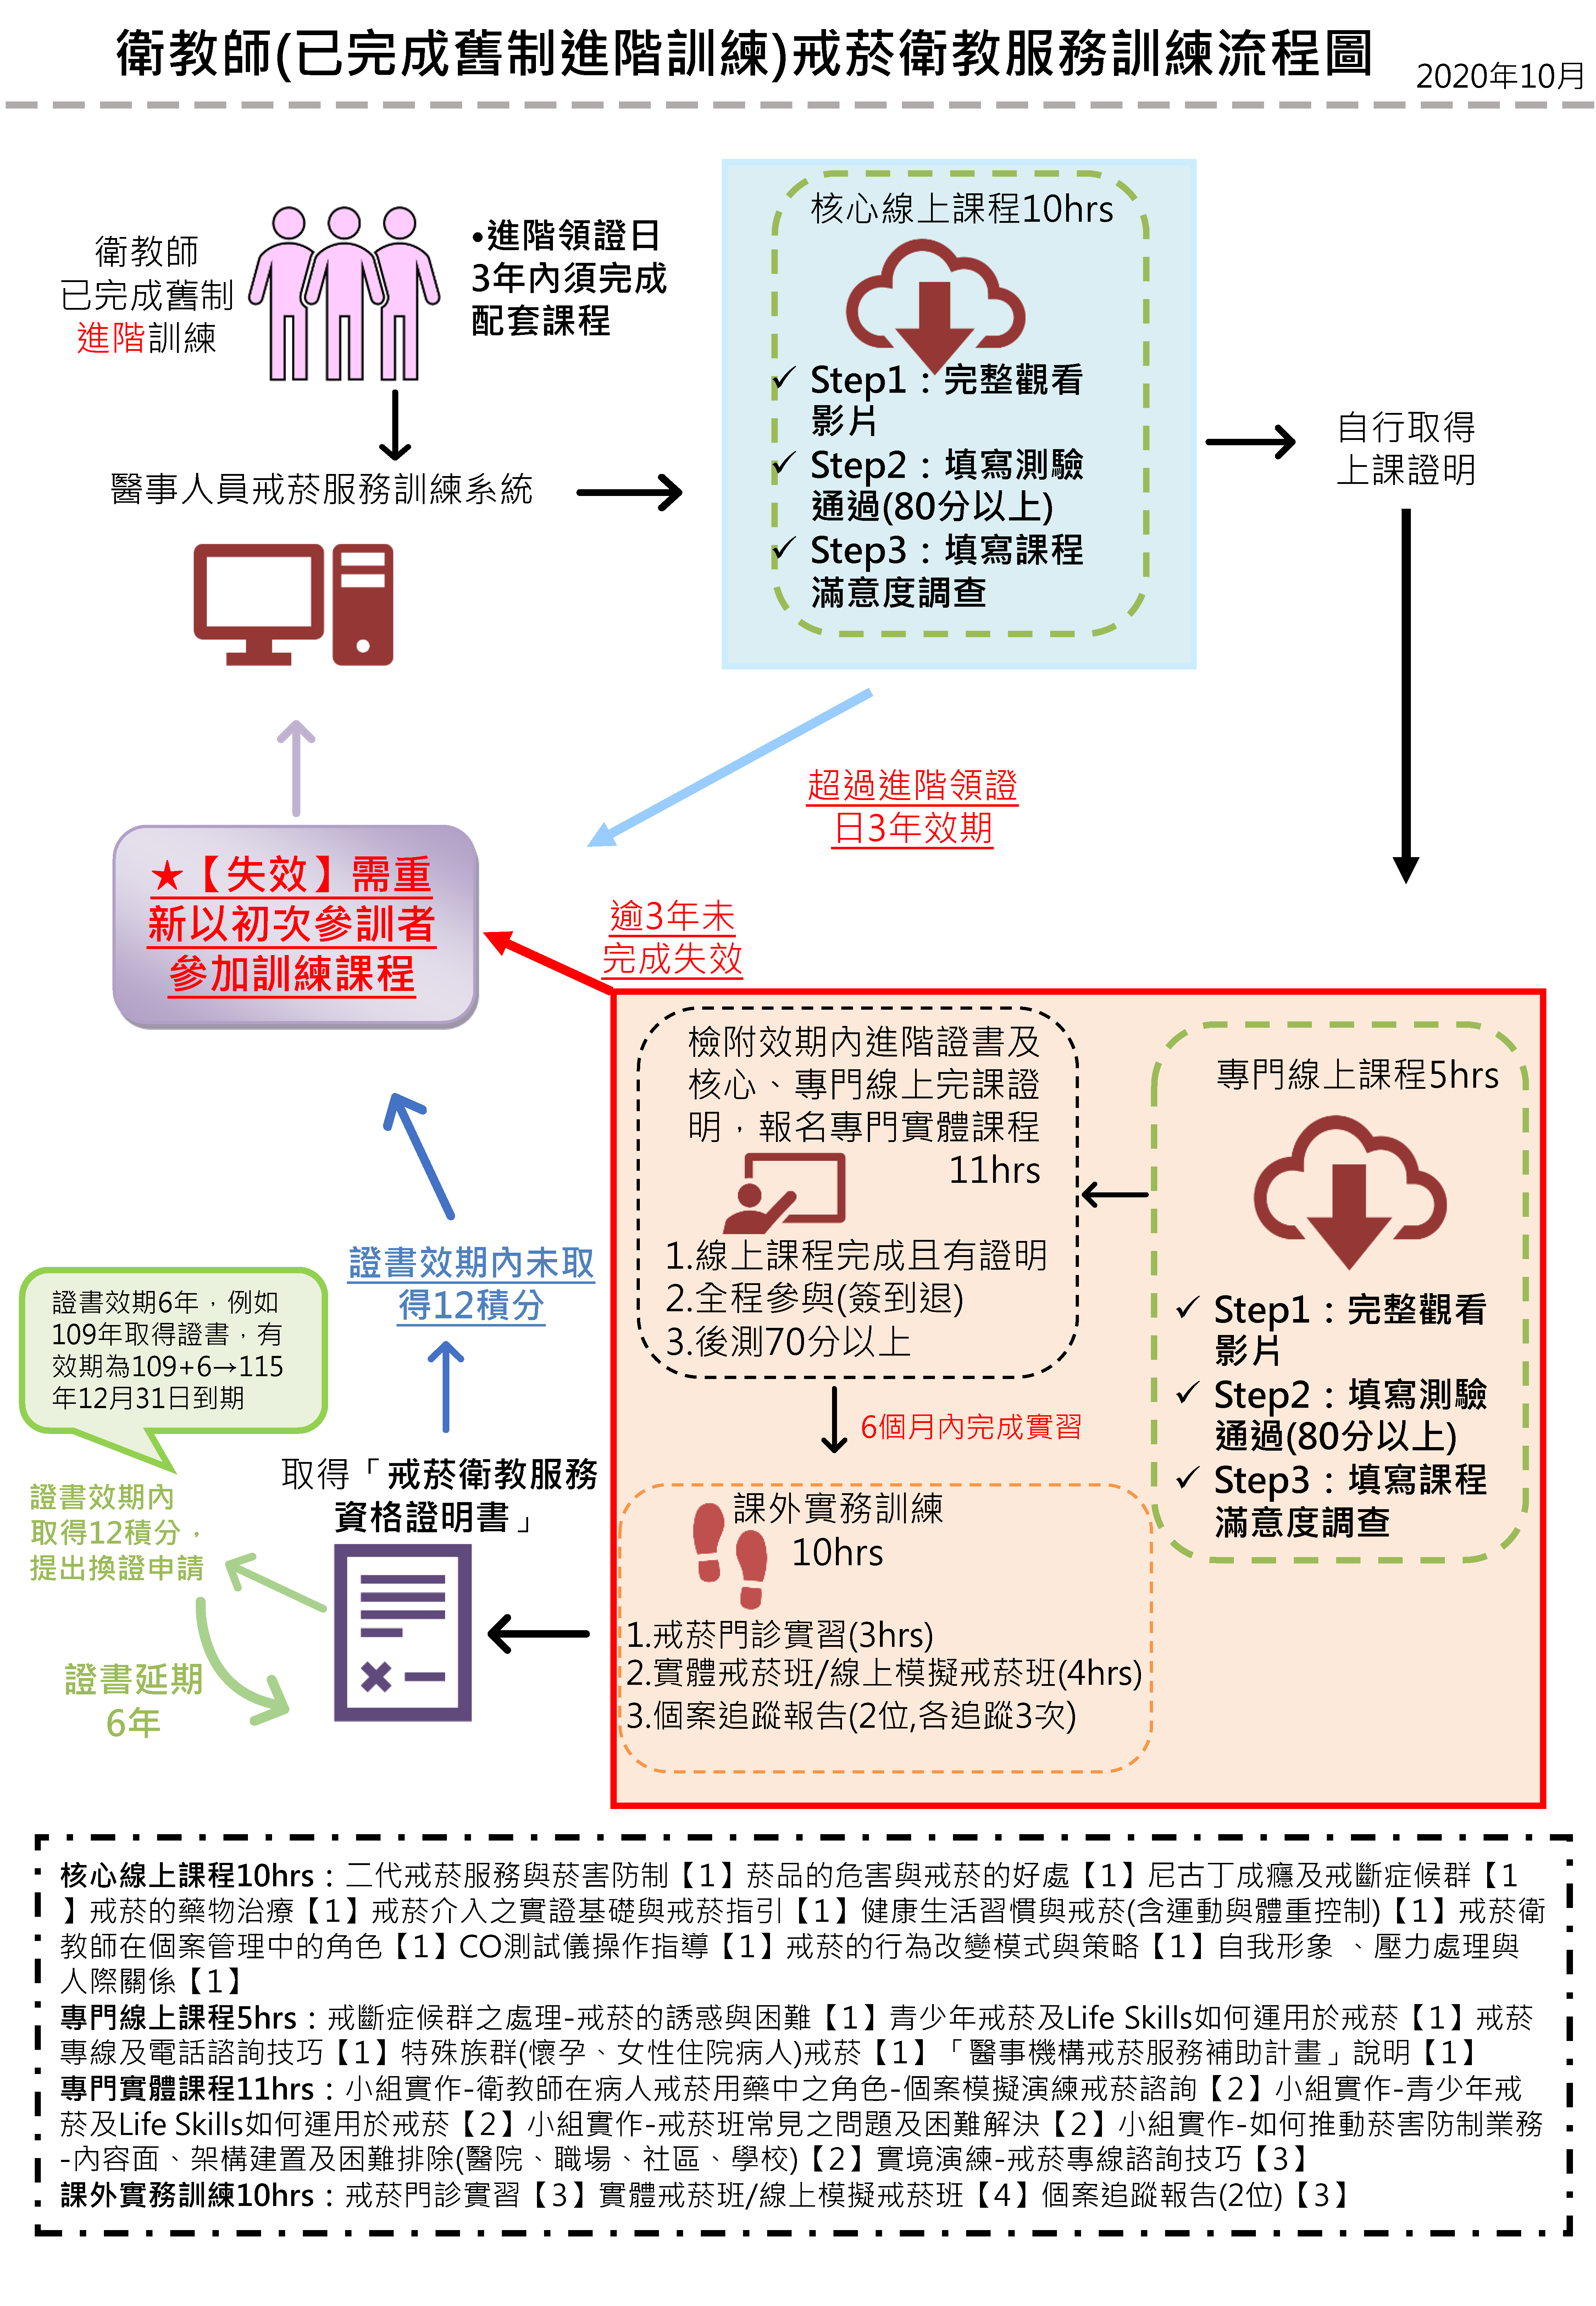 衛教師(已完成舊制進階訓練)戒菸衛教服務訓練流程圖
2020年10月
衛教師
已完成舊制
進階訓練
•進階領證日
3年內須完成
配套課程
醫事人員戒菸服務訓練系統
核心線上課程10hrs
✓ Step1：完整觀看
影片
✓ Step2：填寫測驗
通過(80分以上)
✓ Step3：填寫課程
滿意度調查
自行取得
上課證明
超過進階領證
日3年效期
★【失效】需重
新以初次參訓者
參加訓練課程
逾3年未
完成失效
專門線上課程5hrs
✓ Step1：完整觀看
影片
✓ Step2：填寫測驗
通過(80分以上)
✓ Step3：填寫課程
滿意度調查
檢附效期內進階證書及
核心、專門線上完課證
明，報名專門實體課程
11hrs
1.線上課程完成且有證明
2.全程參與(簽到退)
3.後測70分以上
6個月內完成實習
課外實務訓練
10hrs
1.戒菸門診實習(3hrs)
2.實體戒菸班/線上模擬戒菸班(4hrs)
3.個案追蹤報告(2位,各追蹤3次)
取得「戒菸衛教服務
資格證明書」
證書效期內未取
得12積分
證書效期6年，例如
109年取得證書，有
效期為109+6→115
年12月31日到期
證書效期內
取得12積分，
提出換證申請
證書延期
6年
核心線上課程10hrs：二代戒菸服務與菸害防制【1】菸品的危害與戒菸的好處【1】尼古丁成癮及戒斷症候群【1
】戒菸的藥物治療【1】戒菸介入之實證基礎與戒菸指引【1】健康生活習慣與戒菸(含運動與體重控制)【1】戒菸衛
教師在個案管理中的角色【1】CO測試儀操作指導【1】戒菸的行為改變模式與策略【1】自我形象 、壓力處理與
人際關係【1】
專門線上課程5hrs：戒斷症候群之處理-戒菸的誘惑與困難【1】青少年戒菸及Life Skills如何運用於戒菸【1】戒菸
專線及電話諮詢技巧【1】特殊族群(懷孕、女性住院病人)戒菸【1】「醫事機構戒菸服務補助計畫」說明【1】
專門實體課程11hrs：小組實作-衛教師在病人戒菸用藥中之角色-個案模擬演練戒菸諮詢【2】小組實作-青少年戒
菸及Life Skills如何運用於戒菸【2】小組實作-戒菸班常見之問題及困難解決【2】小組實作-如何推動菸害防制業務
-內容面、架構建置及困難排除(醫院、職場、社區、學校)【2】實境演練-戒菸專線諮詢技巧【3】
課外實務訓練10hrs：戒菸門診實習【3】實體戒菸班/線上模擬戒菸班【4】個案追蹤報告(2位)【3】